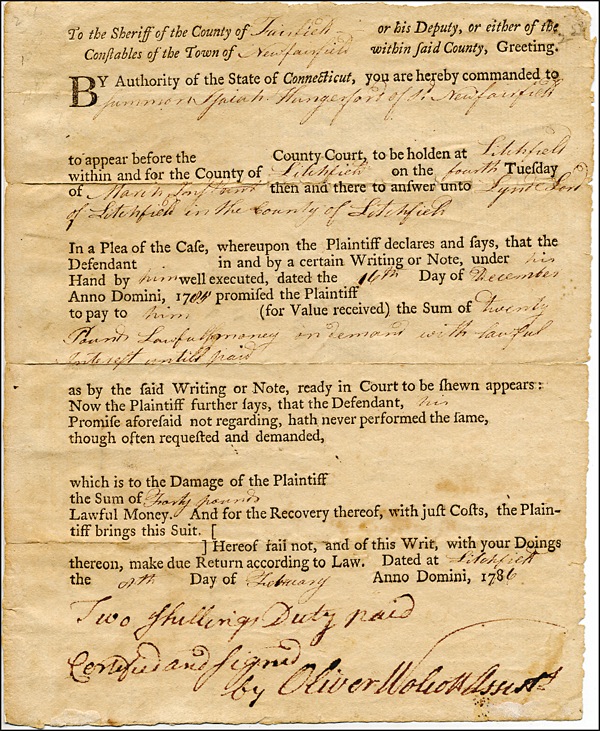 To the Sheriff of the County of Fairfield or his Deputy, or either of the
Constables of the Town of Newfairfield within ſaid County, Greeting.
BY Authority of the State of Connecticut, you are hereby commanded to
ſummon Iſaiah Hungerford of Newfairfield
to appear before the County Court, to be holden at Litchfield
within and for the County of Litchfield on the fourth Tuesday
of March Inſtant then and there to anſwer unto Lynde Lord
of Litchfield in the County of Litchfield
In a Plea of the Caſe, whereupon the Plaintiff declares and ſays, that the
Defendant in and by a certain Writing or Note, under his
Hand by him well executed, dated the 16th Day of December
Anno Domini, 1784 promiſed the Plaintiff
to pay to him (for Value received) the Sum of twenty
Pounds Lawfull money on demand with lawful
Intereſt untill paid
as by the ſaid Writing or Note, ready in Court to be ſhewn appears:
Now the Plaintiff further ſays, that the Defendant, his
Promiſe aforeſaid not regarding, hath never performed the ſame,
though often requeſted and demanded,
which is to the Damage of the Plaintiff
the Sum of Forty pounds
Lawful Money. And for the Recovery thereof, with juſt Coſts, the Plain-
tiff brings this Suit. [
] Hereof fail not, and of this Writ, with your Doings
thereon, make due Return according to Law. Dated at Litchfield
the Day of February Anno Domini, 1786
Two Shillings Duty paid
Certified and Signed
by Oliver Wolcott Assist